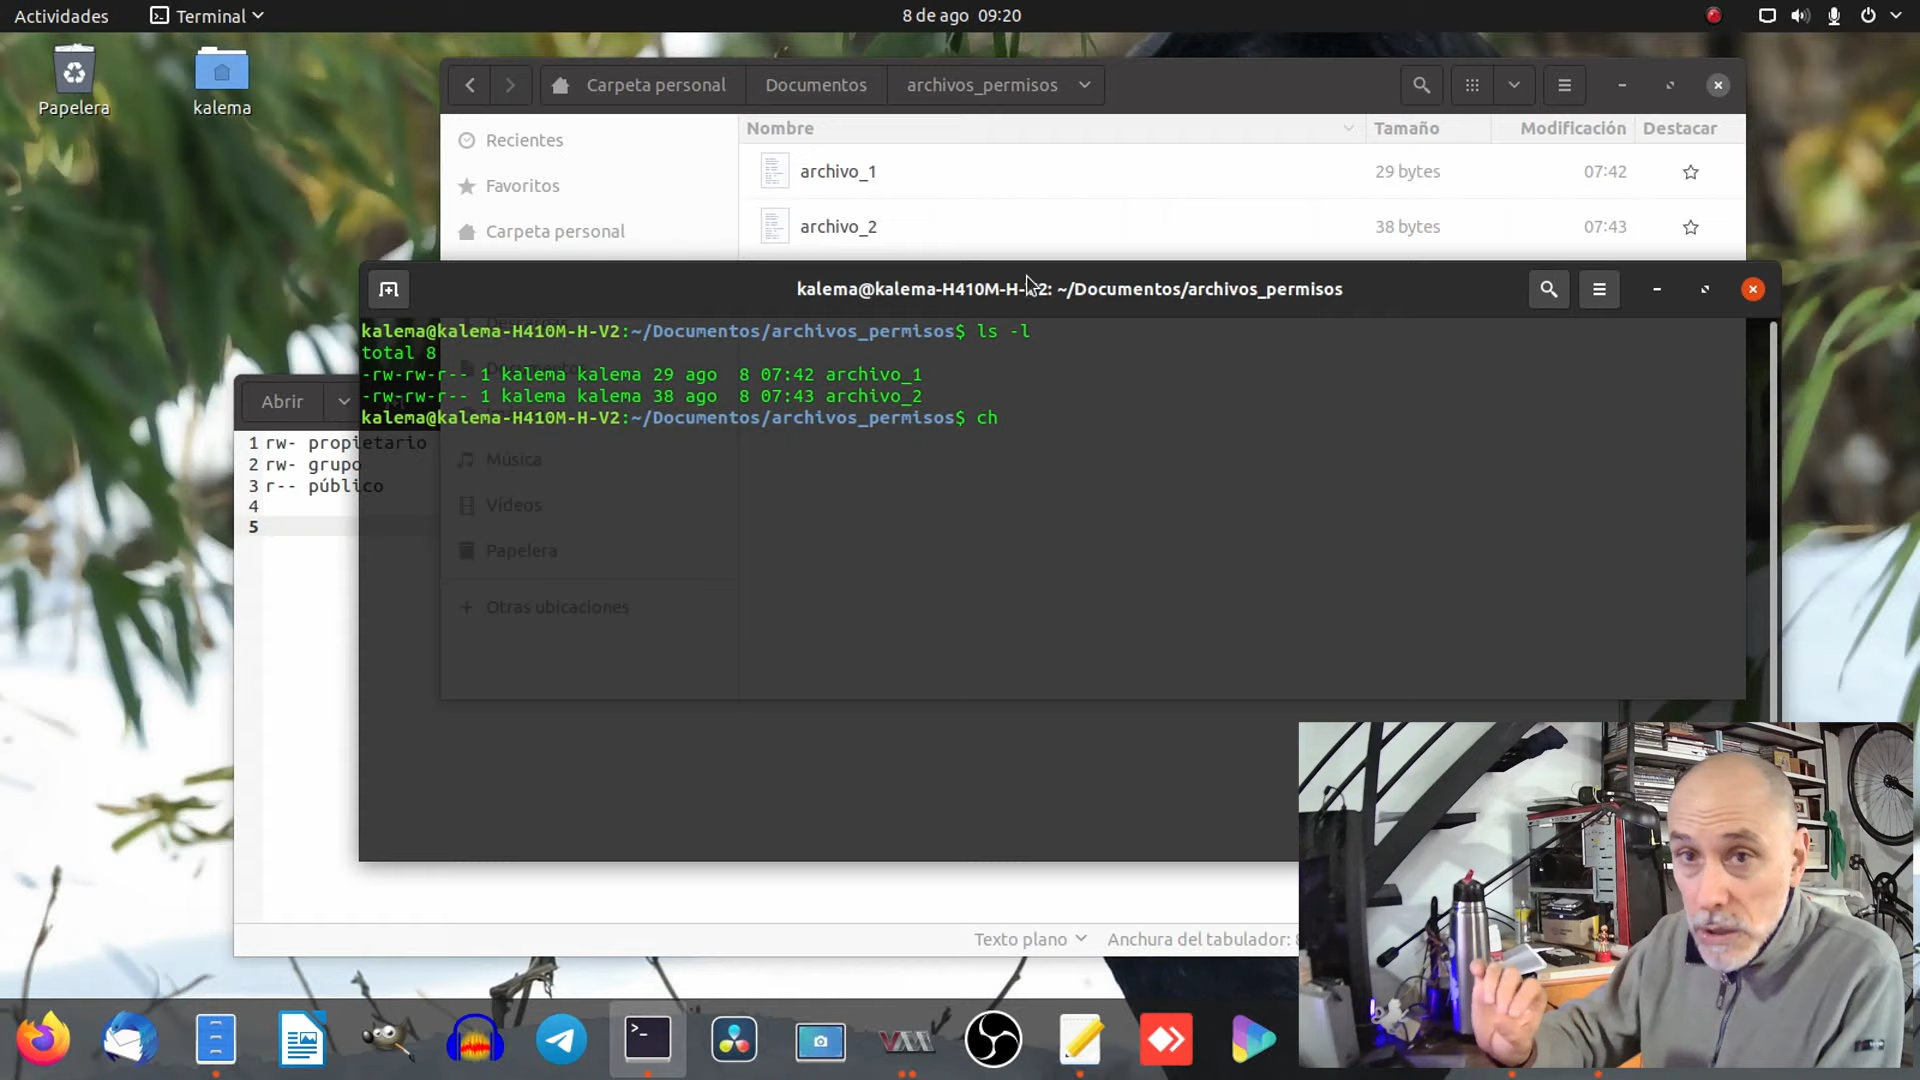 Actividades
Terminal
8 de ago 09:20
Papelera
kalema
Carpeta personal
Documentos
archivos_permisos
Nombre
Tamaño
Modificación
Destacar
Recientes
archivo_1
29 bytes
07:42
Favoritos
archivo_2
38 bytes
07:43
Carpeta personal
kalema@kalema-H410M-H-V2: ~/Documentos/archivos_permisos
kalema@kalema-H410M-H-V2:~/Documentos/archivos_permisos$ ls -l
total 8
-rw-rw-r-- 1 kalema kalema 29 ago  8 07:42 archivo_1
-rw-rw-r-- 1 kalema kalema 38 ago  8 07:43 archivo_2
kalema@kalema-H410M-H-V2:~/Documentos/archivos_permisos$ ch
Abrir
1 rw- propietario
2 rw- grupo
3 r-- público
4
5
Música
Vídeos
Papelera
+ Otras ubicaciones
Texto plano
Anchura del tabulador: